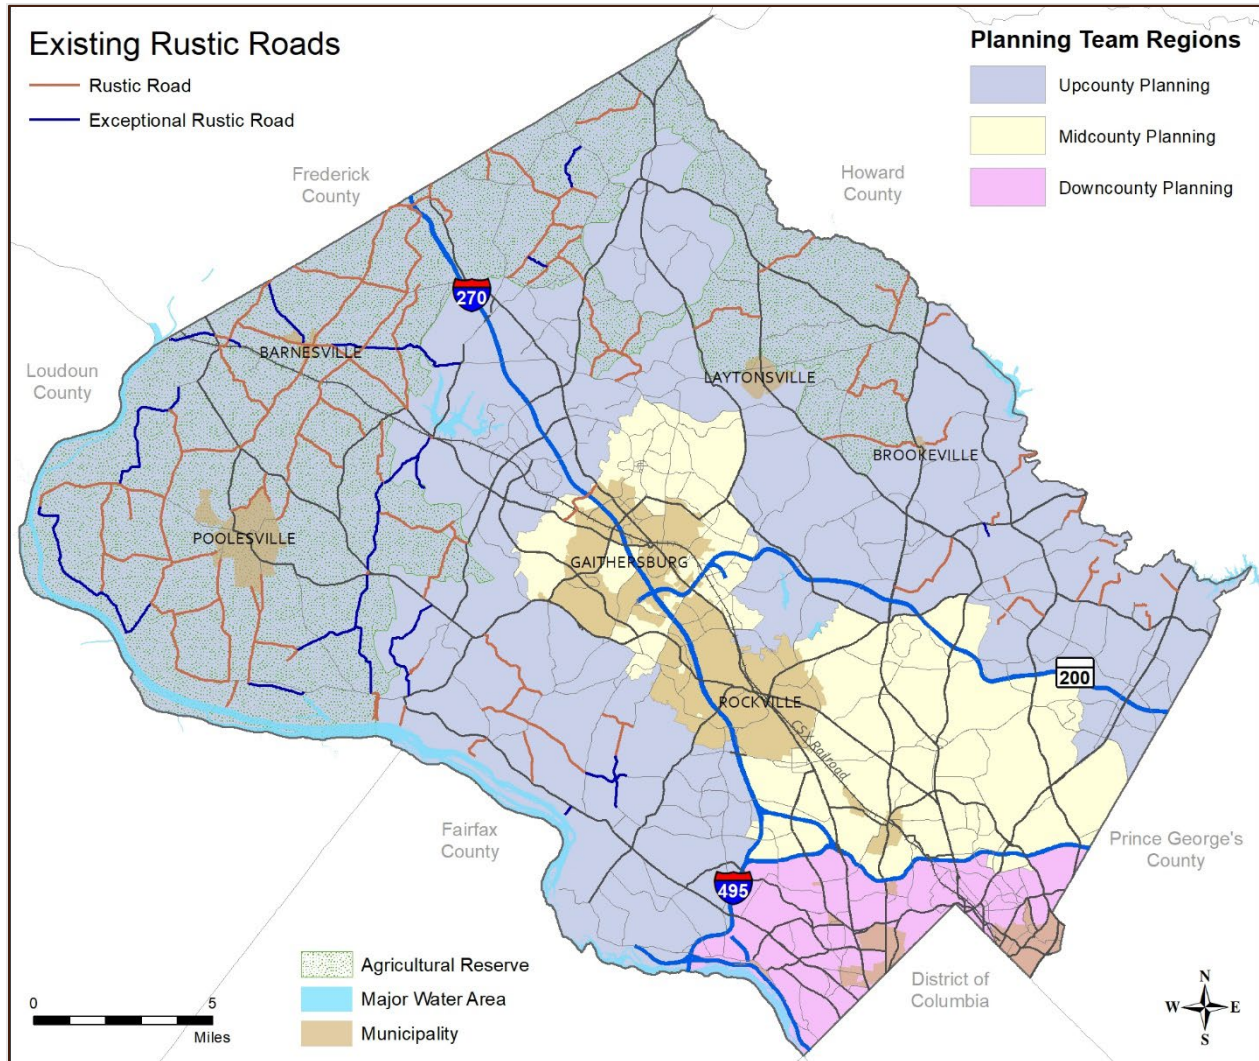 Existing Rustic Roads
Rustic Road
Exceptional Rustic Road
Planning Team Regions
Upcounty Planning
Midcounty Planning
Downcounty Planning
Frederick
County
Howard
County
270
BARNESVILLE
Loudoun
County
LAYTONSVILLE
BROOKEVILLE
POOLESVILLE
GAITHERSBURG
200
ROCKVILLE
CSX Railroad
Fairfax
County
Prince George's
County
495
Agricultural Reserve
Major Water Area
Municipality
District of
Columbia
0 5
Miles
N
W E
S